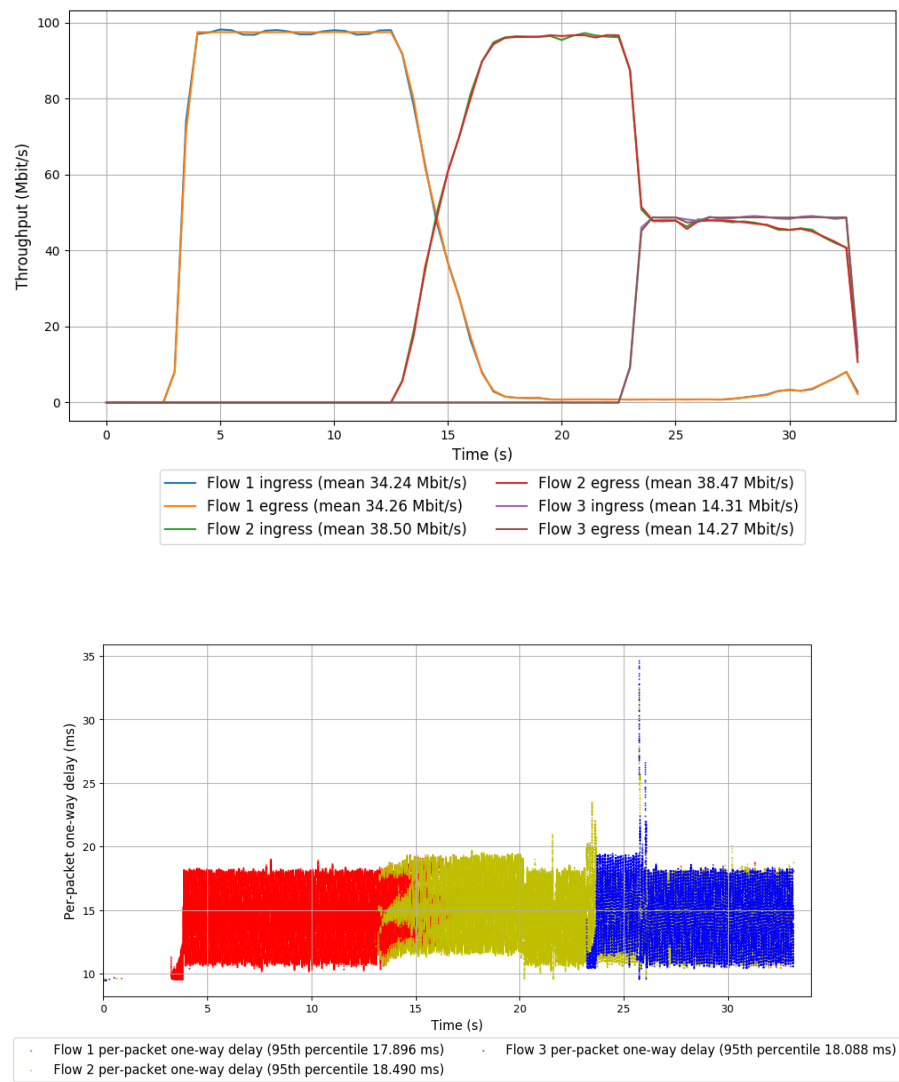 100
80
60
40
20
0
Throughput (Mbit/s)
0 5 10 15 20 25 30
Time (s)
Flow 1 ingress (mean 34.24 Mbit/s) Flow 2 egress (mean 38.47 Mbit/s)
Flow 1 egress (mean 34.26 Mbit/s) Flow 3 ingress (mean 14.31 Mbit/s)
Flow 2 ingress (mean 38.50 Mbit/s) Flow 3 egress (mean 14.27 Mbit/s)
35
30
25
20
15
10
Per-packet one-way delay (ms)
0 5 10 15 20 25 30
Time (s)
Flow 1 per-packet one-way delay (95th percentile 17.896 ms) Flow 3 per-packet one-way delay (95th percentile 18.088 ms)
Flow 2 per-packet one-way delay (95th percentile 18.490 ms)